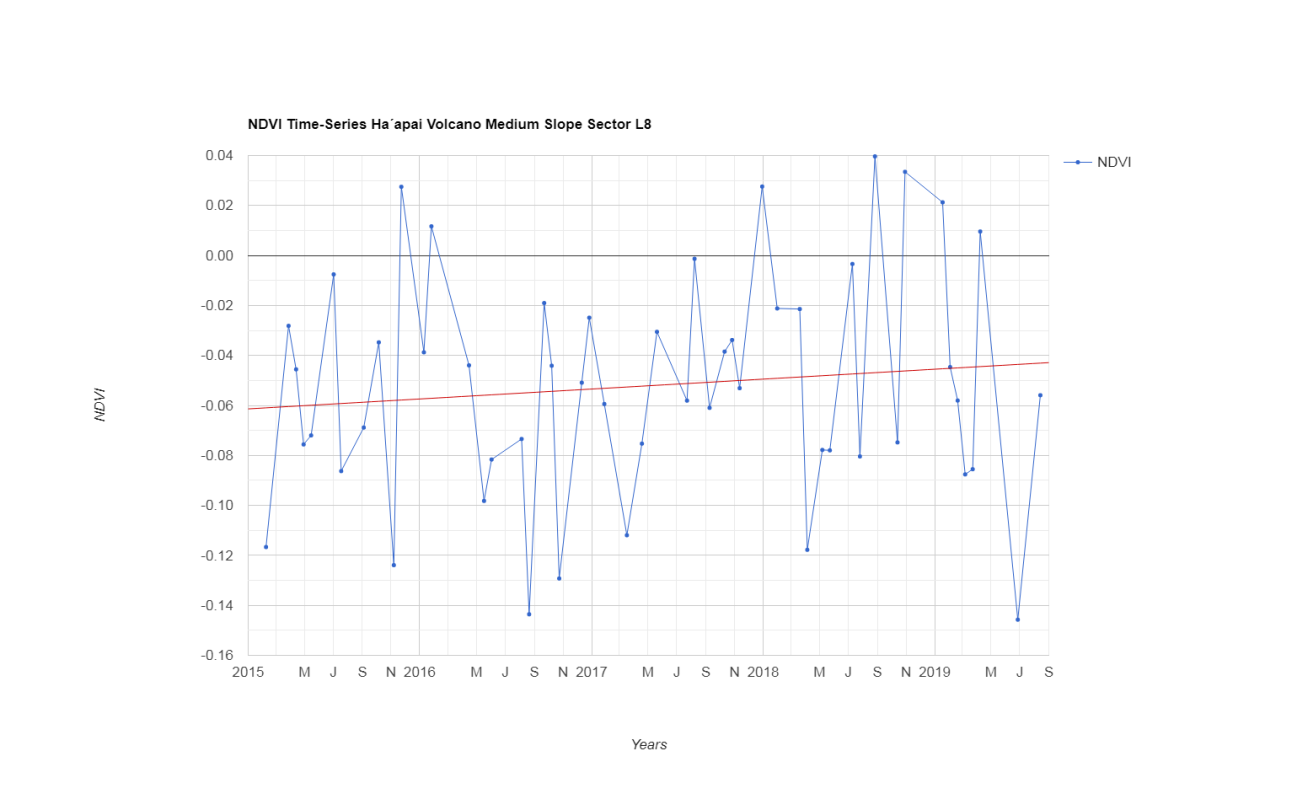 NDVI Time-Series Ha´apai Volcano Medium Slope Sector L8
0.04
0.02
0.00
-0.02
-0.04
-0.06
-0.08
-0.10
-0.12
-0.14
-0.16
NDVI
NDVI
2015 M J S N 2016 M J S N 2017 M J S N 2018 M J S N 2019 M J S
Years